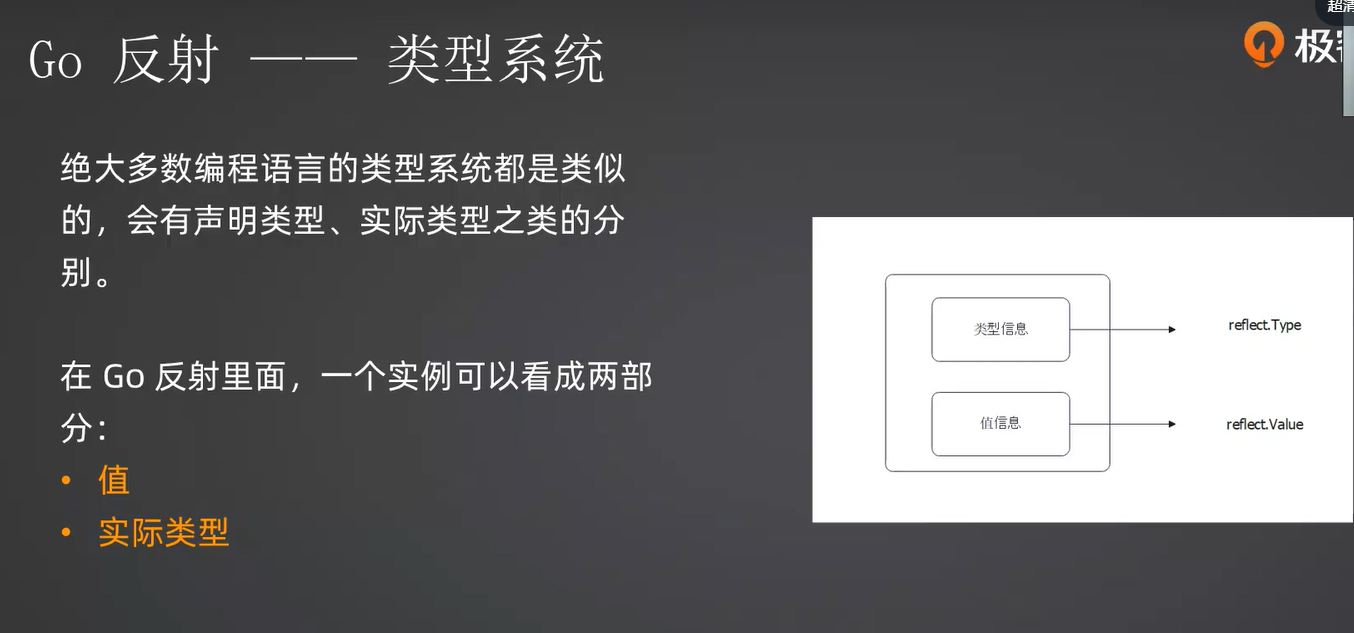 超清
Go 反射 —— 类型系统
极客
绝大多数编程语言的类型系统都是类似
的，会有声明类型、实际类型之类的分
别。
在 Go 反射里面，一个实例可以看成两部
分：
• 值
• 实际类型
类型信息
reflect.Type
值信息
reflect.Value